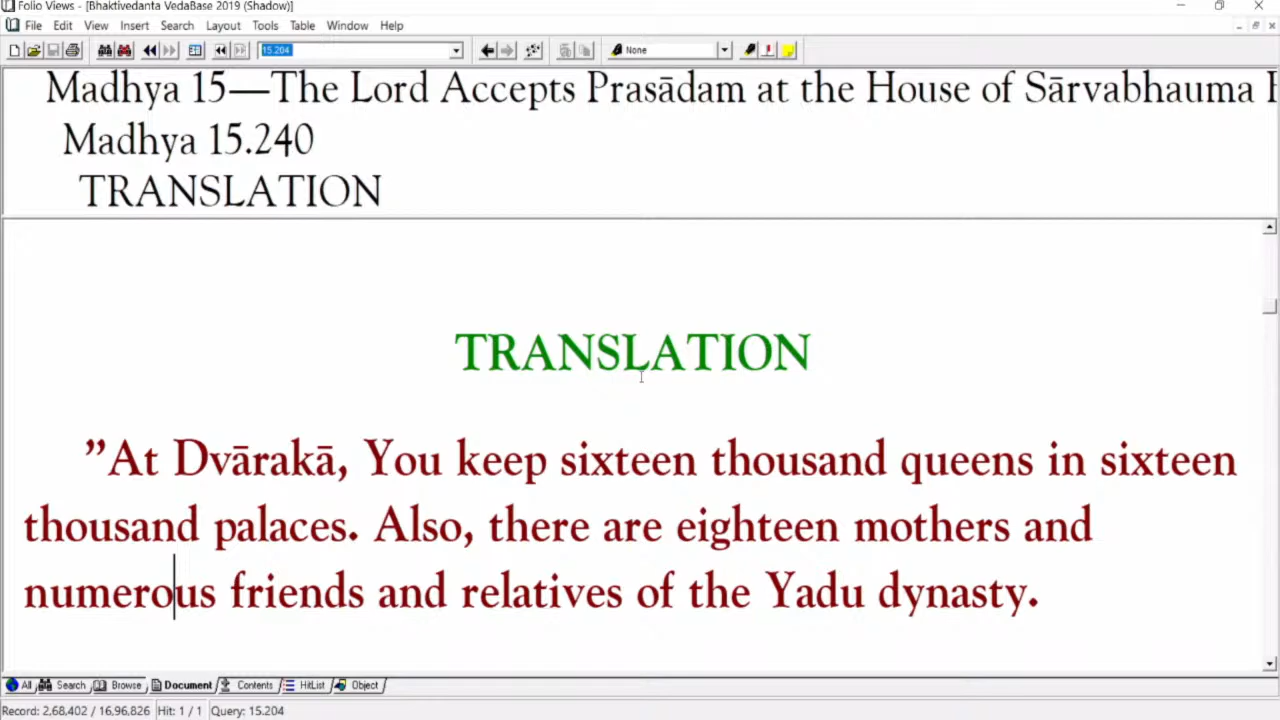 Folio Views - [Bhaktivedanta VedaBase 2019 (Shadow)]
File Edit View Insert Search Layout Tools Table Window Help
15.204 None
Madhya 15—The Lord Accepts Prasādam at the House of Sārvabhauma
Madhya 15.240
TRANSLATION
TRANSLATION
”At Dvārakā, You keep sixteen thousand queens in sixteen
thousand palaces. Also, there are eighteen mothers and
numerous friends and relatives of the Yadu dynasty.
All Search Browse Document Contents HitList Object
Record: 2,68,402 / 16,96,826 Hit: 1 / 1 Query: 15.204